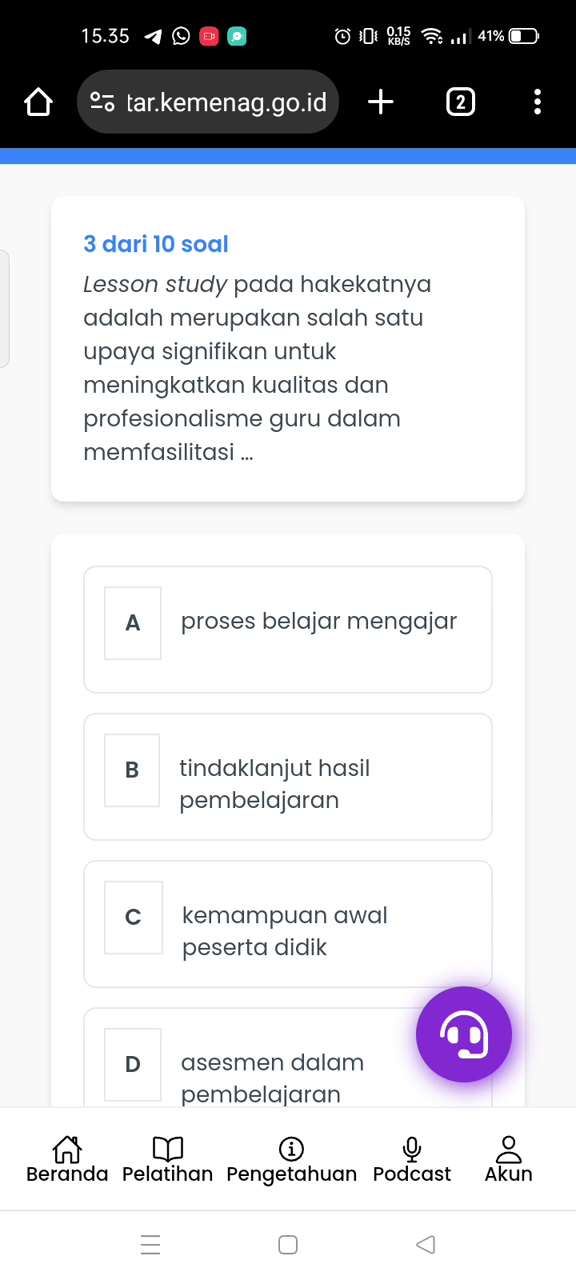 15.35
0.15
KB/S
41%
tar.kemenag.go.id
2
3 dari 10 soal
Lesson study pada hakekatnya
adalah merupakan salah satu
upaya signifikan untuk
meningkatkan kualitas dan
profesionalisme guru dalam
memfasilitasi ...
A proses belajar mengajar
B tindaklanjut hasil
pembelajaran
C kemampuan awal
peserta didik
D asesmen dalam
pembelajaran
Beranda Pelatihan Pengetahuan Podcast Akun